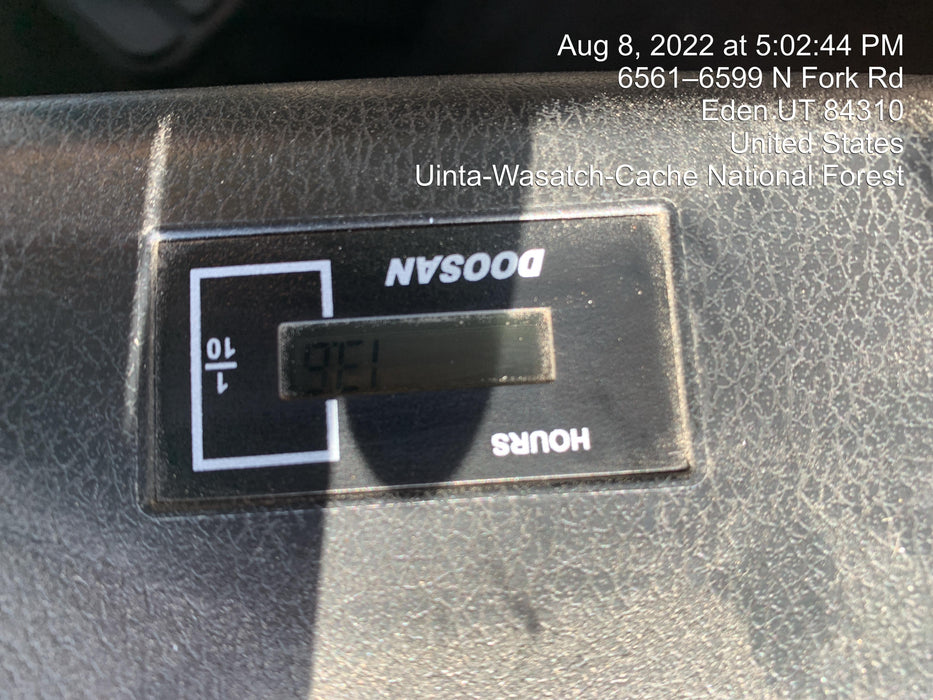 Aug 8, 2022 at 5:02:44 PM
6561–6599 N Fork Rd
Eden UT 84310
United States
Uinta-Wasatch-Cache National Forest
HOURS
1/10
DOOSAN